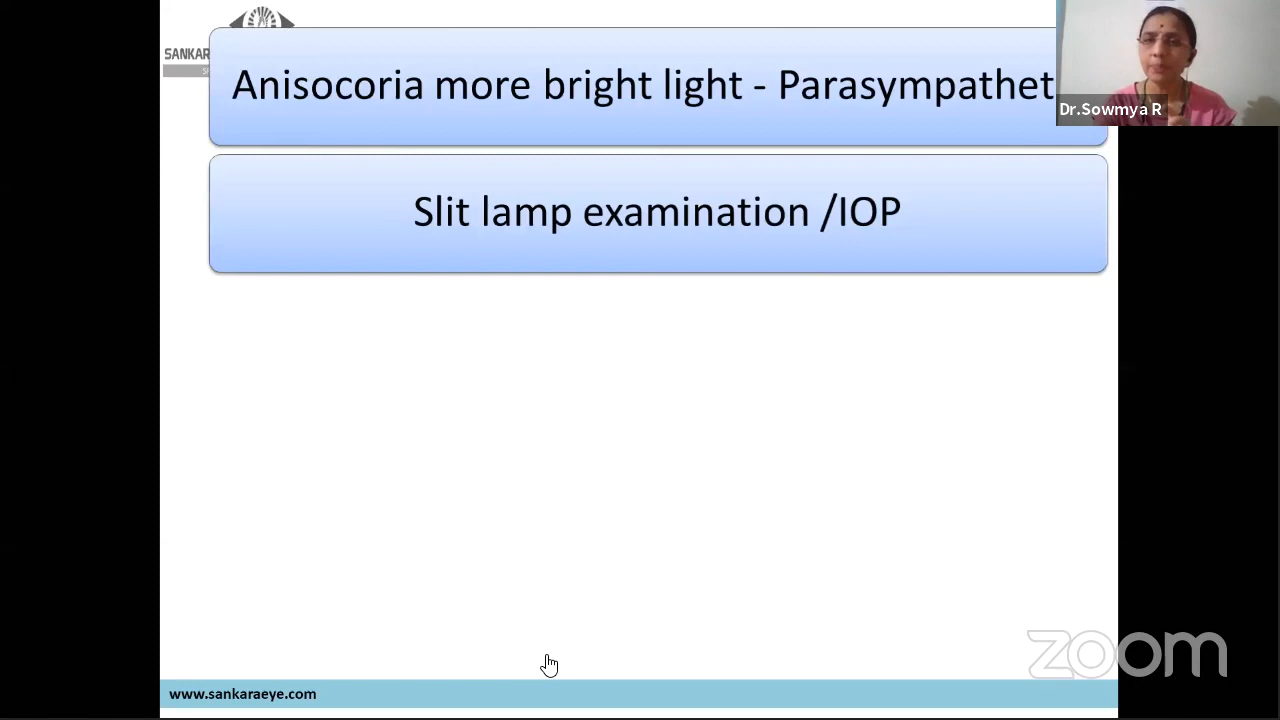 SANKAR
Anisocoria more bright light - Parasympathet
Dr.Sowmya R
Slit lamp examination /IOP
zoom
www.sankaraeye.com